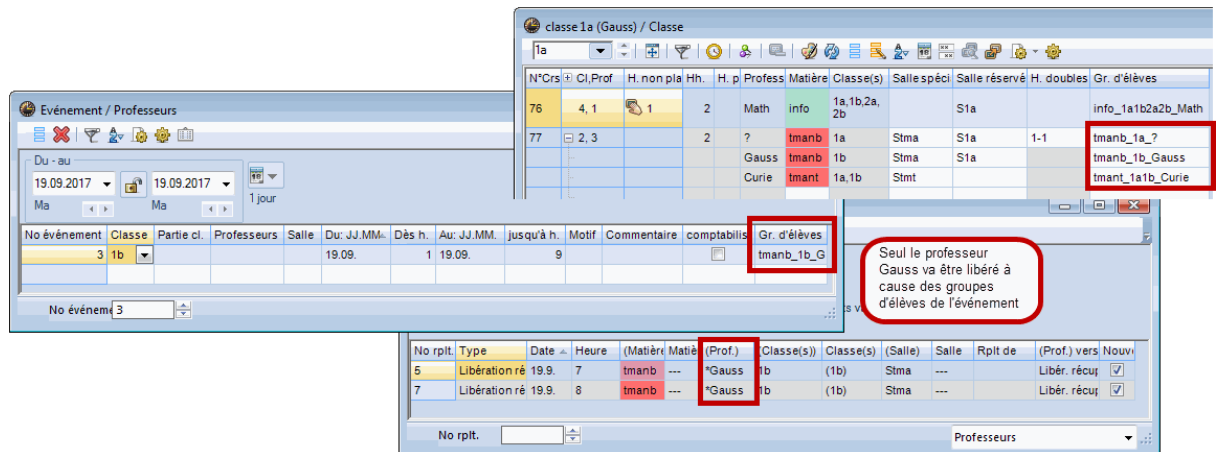 classe 1a (Gauss) / Classe
1a
N°Crs Cl,Prof H. non pla Hh. H. p Profess Matière Classe(s) Salle spéci Salle réservé H. doubles Gr. d'élèves
76 4, 1 1 2 Math info 1a,1b,2a, S1a info_1a1b2a2b_Math
2b
77 2, 3 2 ? tmanb 1a Stma S1a 1-1 tmanb_1a_?
Gauss tmanb 1b Stma S1a tmanb_1b_Gauss
Curie tmant 1a,1b Stmt tmant_1a1b_Curie
Evénement / Professeurs
Du - au
19.09.2017 19.09.2017
Ma Ma 1 jour
No événement Classe Partie cl. Professeurs Salle Du: JJ.MM Dès h. Au: JJ.MM. jusqu'à h. Motif Commentaire comptabilis Gr. d'élèves
3 1b 19.09. 1 19.09. 9 tmanb_1b_G
No événeme 3
Seul le professeur
Gauss va être libéré à
cause des groupes
d'élèves de l'événement
No rplt. Type Date Heure (Matière Matiè (Prof.) (Classe(s)) Classe(s) (Salle) Salle Rplt de (Prof.) vers Nouv
5 Libération ré 19.9. 7 tmanb --- *Gauss 1b (1b) Stma --- Libér. récup
7 Libération ré 19.9. 8 tmanb --- *Gauss 1b (1b) Stma --- Libér. récup
No rplt. Professeurs